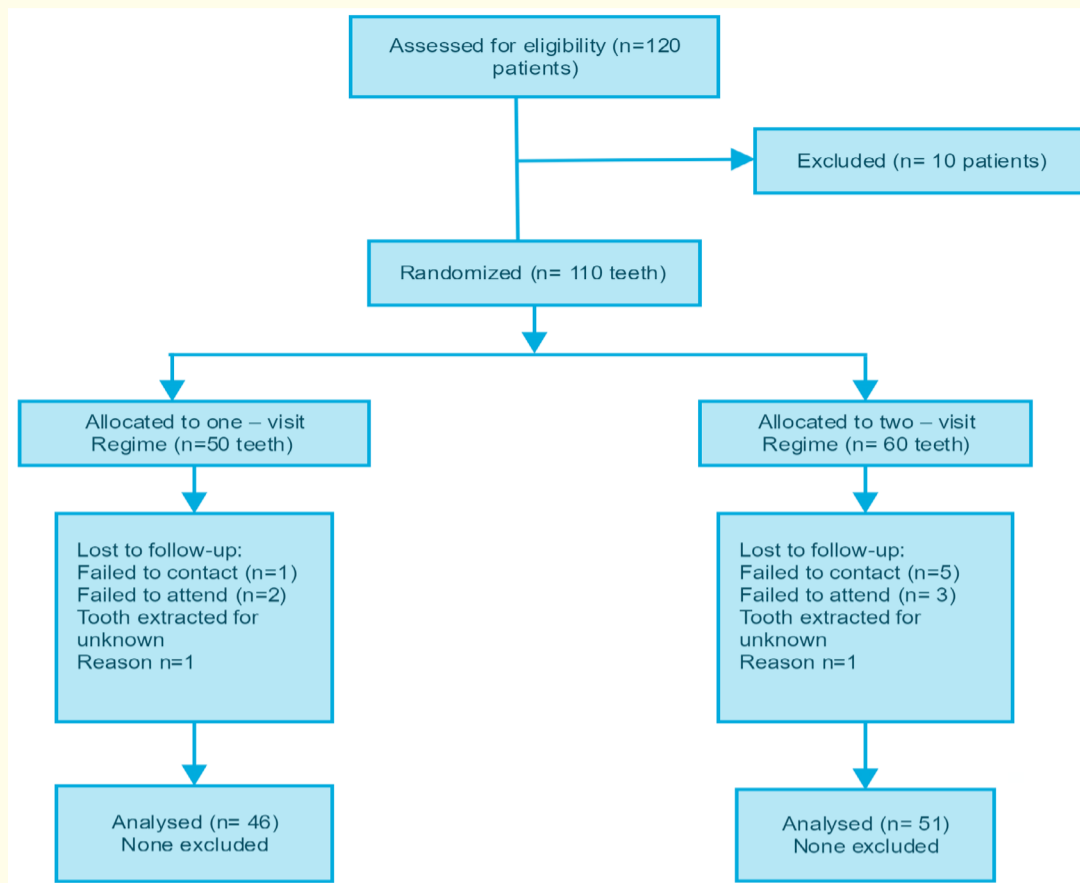 Assessed for eligibility (n=120
patients)
Excluded (n= 10 patients)
Randomized (n= 110 teeth)
Allocated to one – visit
Regime (n=50 teeth)
Allocated to two – visit
Regime (n= 60 teeth)
Lost to follow-up:
Failed to contact (n=1)
Failed to attend (n=2)
Tooth extracted for
unknown
Reason n=1
Lost to follow-up:
Failed to contact (n=5)
Failed to attend (n= 3)
Tooth extracted for
unknown
Reason n=1
Analysed (n= 46)
None excluded
Analysed (n= 51)
None excluded